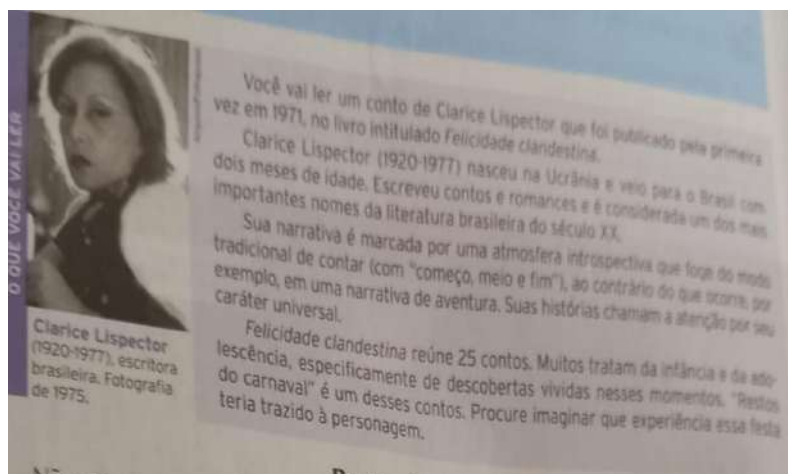 O QUE VOCÊ VAI LER
Você vai ler um conto de Clarice Lispector que foi publicado pela primeira
vez em 1971, no livro intitulado Felicidade clandestina.
Clarice Lispector (1920-1977) nasceu na Ucrânia e veio para o Brasil com
dois meses de idade. Escreveu contos e romances e é considerada um dos mais
importantes nomes da literatura brasileira do século XX.
Sua narrativa é marcada por uma atmosfera introspectiva que foge do modo
tradicional de contar (com "começo, meio e fim"), ao contrário do que ocorre, por
exemplo, em uma narrativa de aventura. Suas histórias chamam a atenção por seu
caráter universal.
Felicidade clandestina reúne 25 contos. Muitos tratam da infância e da ado-
lescência, especificamente de descobertas vividas nesses momentos. "Restos
do carnaval" é um desses contos. Procure imaginar que experiência essa festa
teria trazido à personagem.
Clarice Lispector
(1920-1977), escritora
brasileira. Fotografia
de 1975.